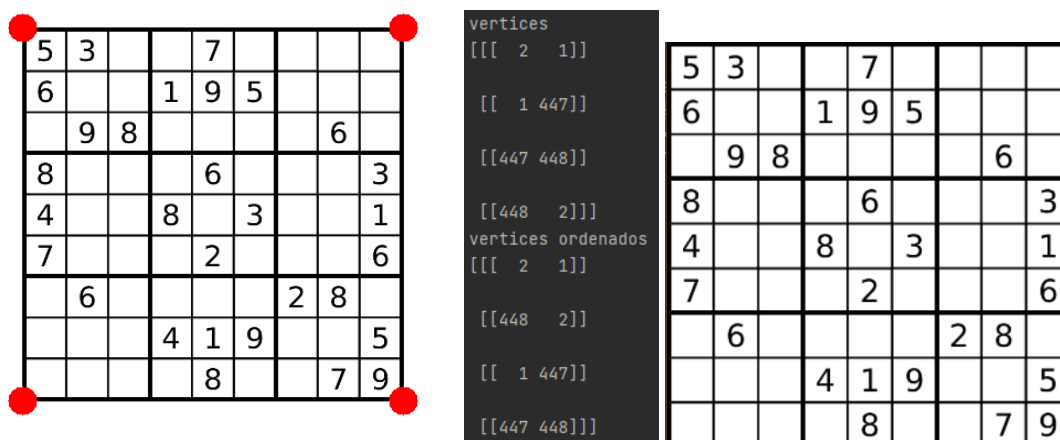 5 3 7
6 1 9 5
9 8 6
8 6 3
4 8 3 1
7 2 6
6 2 8
4 1 9 5
8 7 9
vertices
[[[  2   1]]
[[  1 447]]
[[447 448]]
[[448   2]]]
vertices ordenados
[[[  2   1]]
[[448   2]]
[[  1 447]]
[[447 448]]]
5 3 7
6 1 9 5
9 8 6
8 6 3
4 8 3 1
7 2 6
6 2 8
4 1 9 5
8 7 9